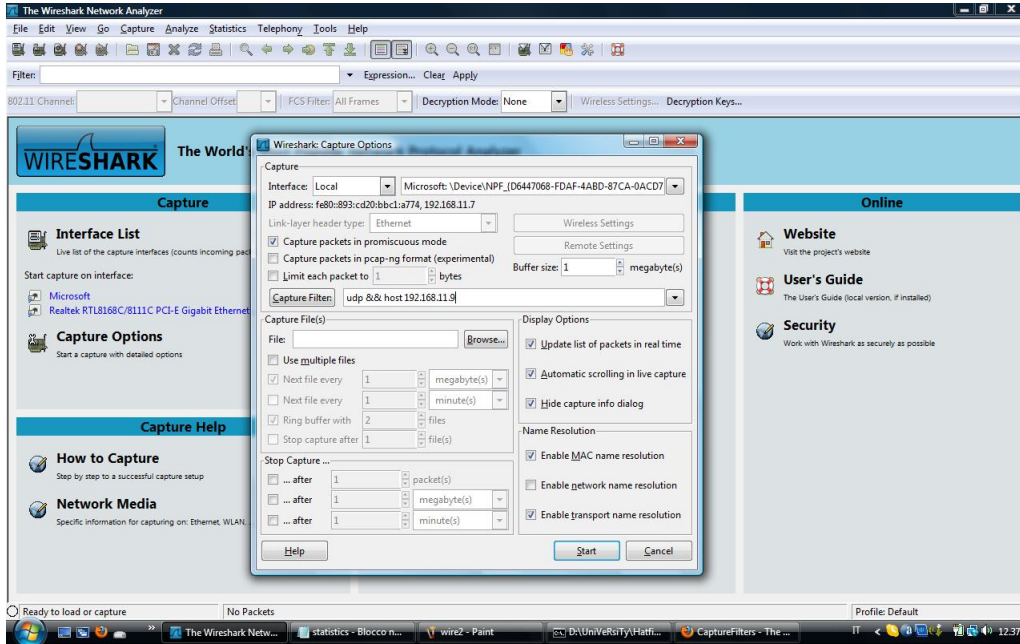 The Wireshark Network Analyzer
File Edit View Go Capture Analyze Statistics Telephony Tools Help
Filter: Expression... Clear Apply
802.11 Channel: Channel Offset: FCS Filter: All Frames Decryption Mode: None Wireless Settings... Decryption Keys...
WIRESHARK
The World's
Capture
Interface List
Live list of the capture interfaces (counts incoming pac
Start capture on interface:
Microsoft
Realtek RTL8168C/8111C PCI-E Gigabit Ethernet
Capture Options
Start a capture with detailed options
Capture Help
How to Capture
Step by step to a successful capture setup
Network Media
Specific information for capturing on: Ethernet, WLAN,
Wireshark: Capture Options
Capture
Interface: Local Microsoft: \Device\NPF_{D6447068-FDAF-4ABD-87CA-0ACD7
IP address: fe80::893:cd20:bbc1:a774, 192.168.11.7
Link-layer header type: Ethernet Wireless Settings
Capture packets in promiscuous mode Remote Settings
Capture packets in pcap-ng format (experimental)
Limit each packet to 1 bytes Buffer size: 1 megabyte(s)
Capture Filter: udp && host 192.168.11.9
Capture File(s)
File: Browse...
Use multiple files
Next file every 1 megabyte(s)
Next file every 1 minute(s)
Ring buffer with 2 files
Stop capture after 1 file(s)
Stop Capture ...
... after 1 packet(s)
... after 1 megabyte(s)
... after 1 minute(s)
Display Options
Update list of packets in real time
Automatic scrolling in live capture
Hide capture info dialog
Name Resolution
Enable MAC name resolution
Enable network name resolution
Enable transport name resolution
Help Start Cancel
Online
Website
Visit the project's website
User's Guide
The User's Guide (local version, if installed)
Security
Work with Wireshark as securely as possible
Ready to load or capture No Packets Profile: Default
The Wireshark Netw... statistics - Blocco n... wire2 - Paint D:\UnIVeRsiTy\Hatfi... CaptureFilters - The ... IT 12.37